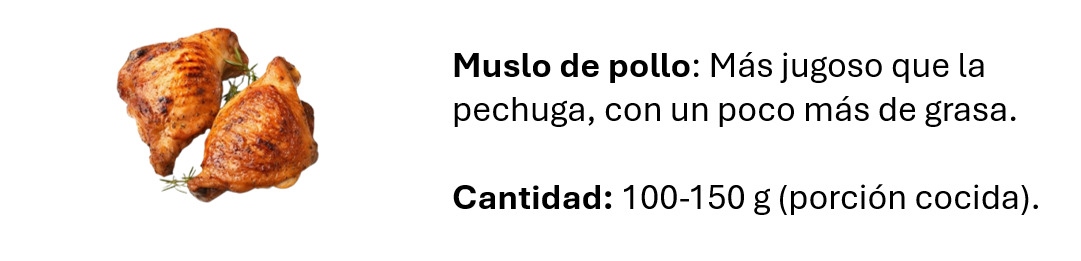 Muslo de pollo: Más jugoso que la
pechuga, con un poco más de grasa.
Cantidad: 100-150 g (porción cocida).